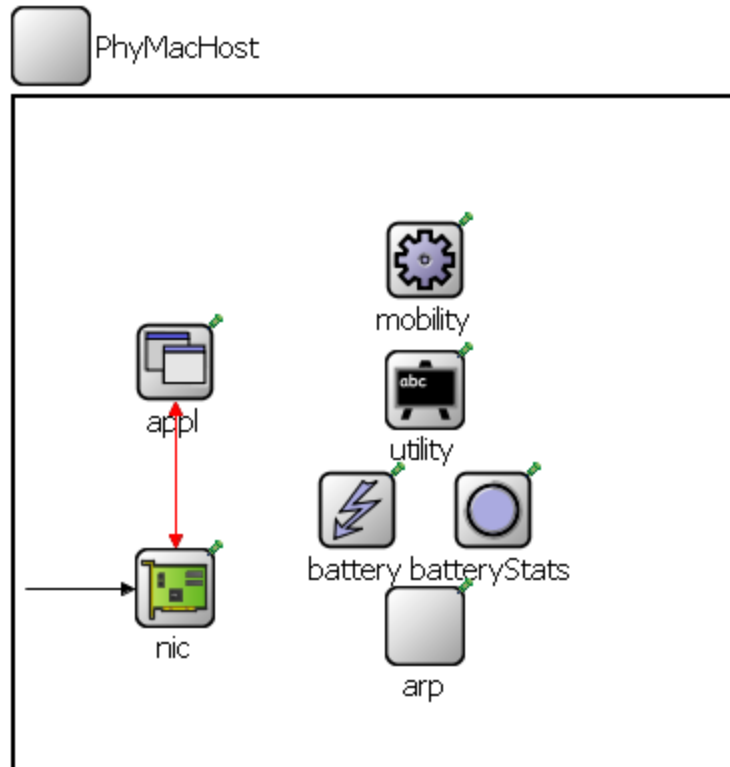 PhyMacHost
mobility
appl
abc
utility
battery batteryStats
nic
arp